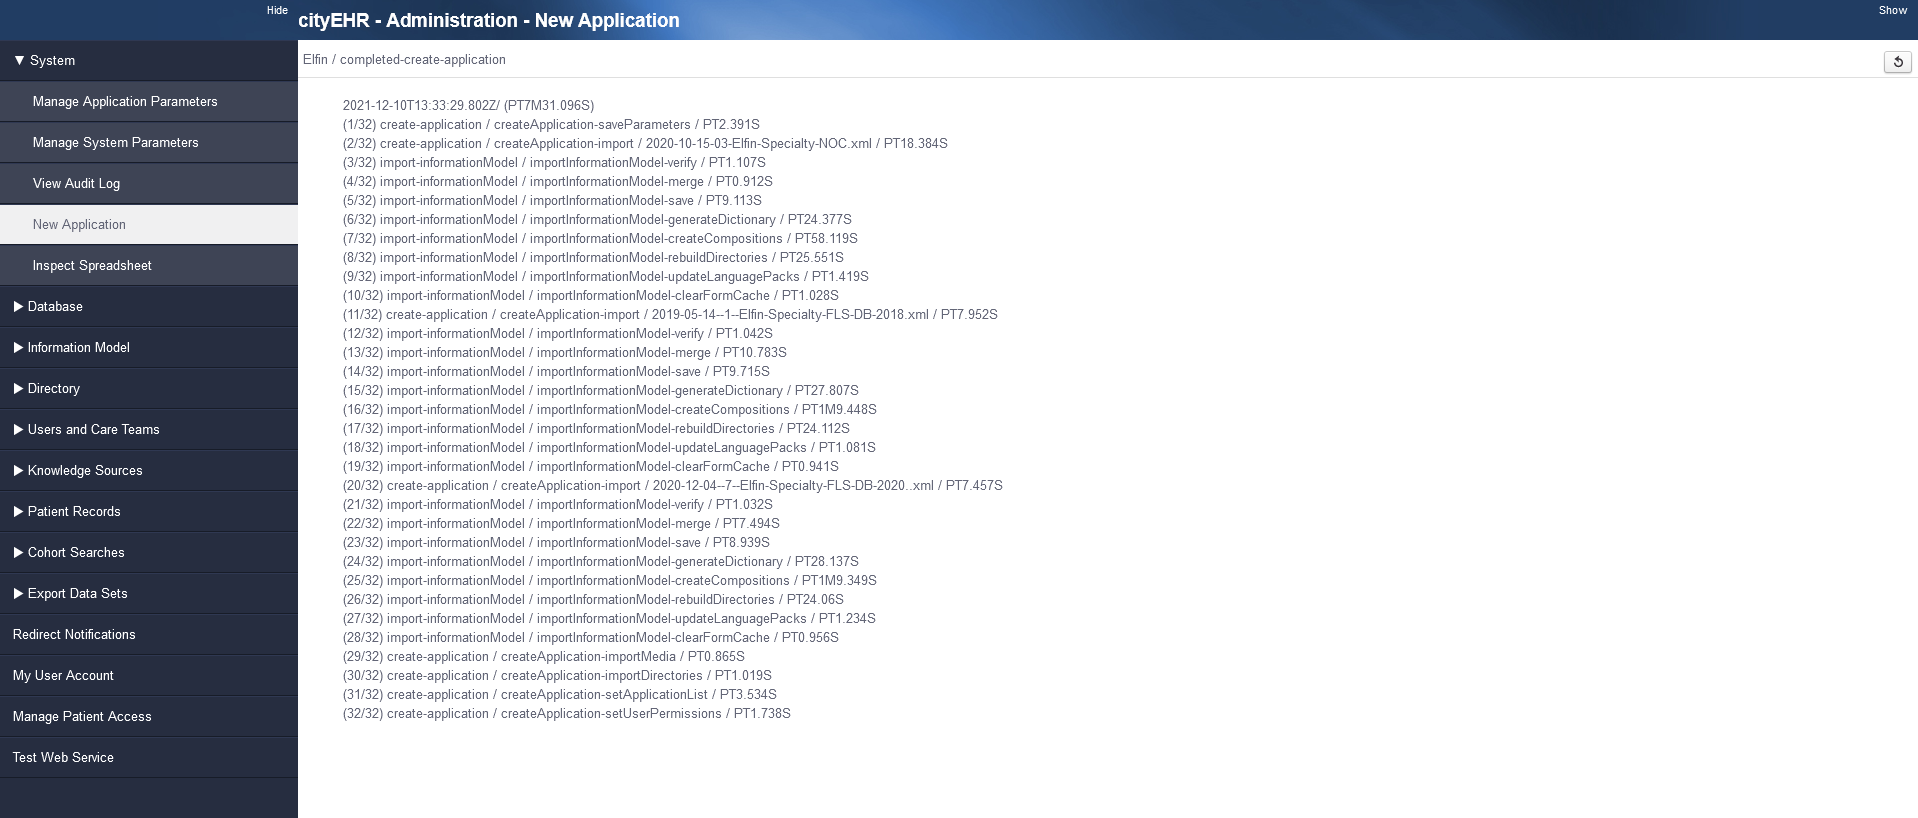 Hide
cityEHR - Administration - New Application
Show
▼ System
Manage Application Parameters
Manage System Parameters
View Audit Log
New Application
Inspect Spreadsheet
▶ Database
▶ Information Model
▶ Directory
▶ Users and Care Teams
▶ Knowledge Sources
▶ Patient Records
▶ Cohort Searches
▶ Export Data Sets
Redirect Notifications
My User Account
Manage Patient Access
Test Web Service
Elfin / completed-create-application
2021-12-10T13:33:29.802Z/ (PT7M31.096S)
(1/32) create-application / createApplication-saveParameters / PT2.391S
(2/32) create-application / createApplication-import / 2020-10-15-03-Elfin-Specialty-NOC.xml / PT18.384S
(3/32) import-informationModel / importInformationModel-verify / PT1.107S
(4/32) import-informationModel / importInformationModel-merge / PT0.912S
(5/32) import-informationModel / importInformationModel-save / PT9.113S
(6/32) import-informationModel / importInformationModel-generateDictionary / PT24.377S
(7/32) import-informationModel / importInformationModel-createCompositions / PT58.119S
(8/32) import-informationModel / importInformationModel-rebuildDirectories / PT25.551S
(9/32) import-informationModel / importInformationModel-updateLanguagePacks / PT1.419S
(10/32) import-informationModel / importInformationModel-clearFormCache / PT1.028S
(11/32) create-application / createApplication-import / 2019-05-14--1--Elfin-Specialty-FLS-DB-2018.xml / PT7.952S
(12/32) import-informationModel / importInformationModel-verify / PT1.042S
(13/32) import-informationModel / importInformationModel-merge / PT10.783S
(14/32) import-informationModel / importInformationModel-save / PT9.715S
(15/32) import-informationModel / importInformationModel-generateDictionary / PT27.807S
(16/32) import-informationModel / importInformationModel-createCompositions / PT1M9.448S
(17/32) import-informationModel / importInformationModel-rebuildDirectories / PT24.112S
(18/32) import-informationModel / importInformationModel-updateLanguagePacks / PT1.081S
(19/32) import-informationModel / importInformationModel-clearFormCache / PT0.941S
(20/32) create-application / createApplication-import / 2020-12-04--7--Elfin-Specialty-FLS-DB-2020..xml / PT7.457S
(21/32) import-informationModel / importInformationModel-verify / PT1.032S
(22/32) import-informationModel / importInformationModel-merge / PT7.494S
(23/32) import-informationModel / importInformationModel-save / PT8.939S
(24/32) import-informationModel / importInformationModel-generateDictionary / PT28.137S
(25/32) import-informationModel / importInformationModel-createCompositions / PT1M9.349S
(26/32) import-informationModel / importInformationModel-rebuildDirectories / PT24.06S
(27/32) import-informationModel / importInformationModel-updateLanguagePacks / PT1.234S
(28/32) import-informationModel / importInformationModel-clearFormCache / PT0.956S
(29/32) create-application / createApplication-importMedia / PT0.865S
(30/32) create-application / createApplication-importDirectories / PT1.019S
(31/32) create-application / createApplication-setApplicationList / PT3.534S
(32/32) create-application / createApplication-setUserPermissions / PT1.738S